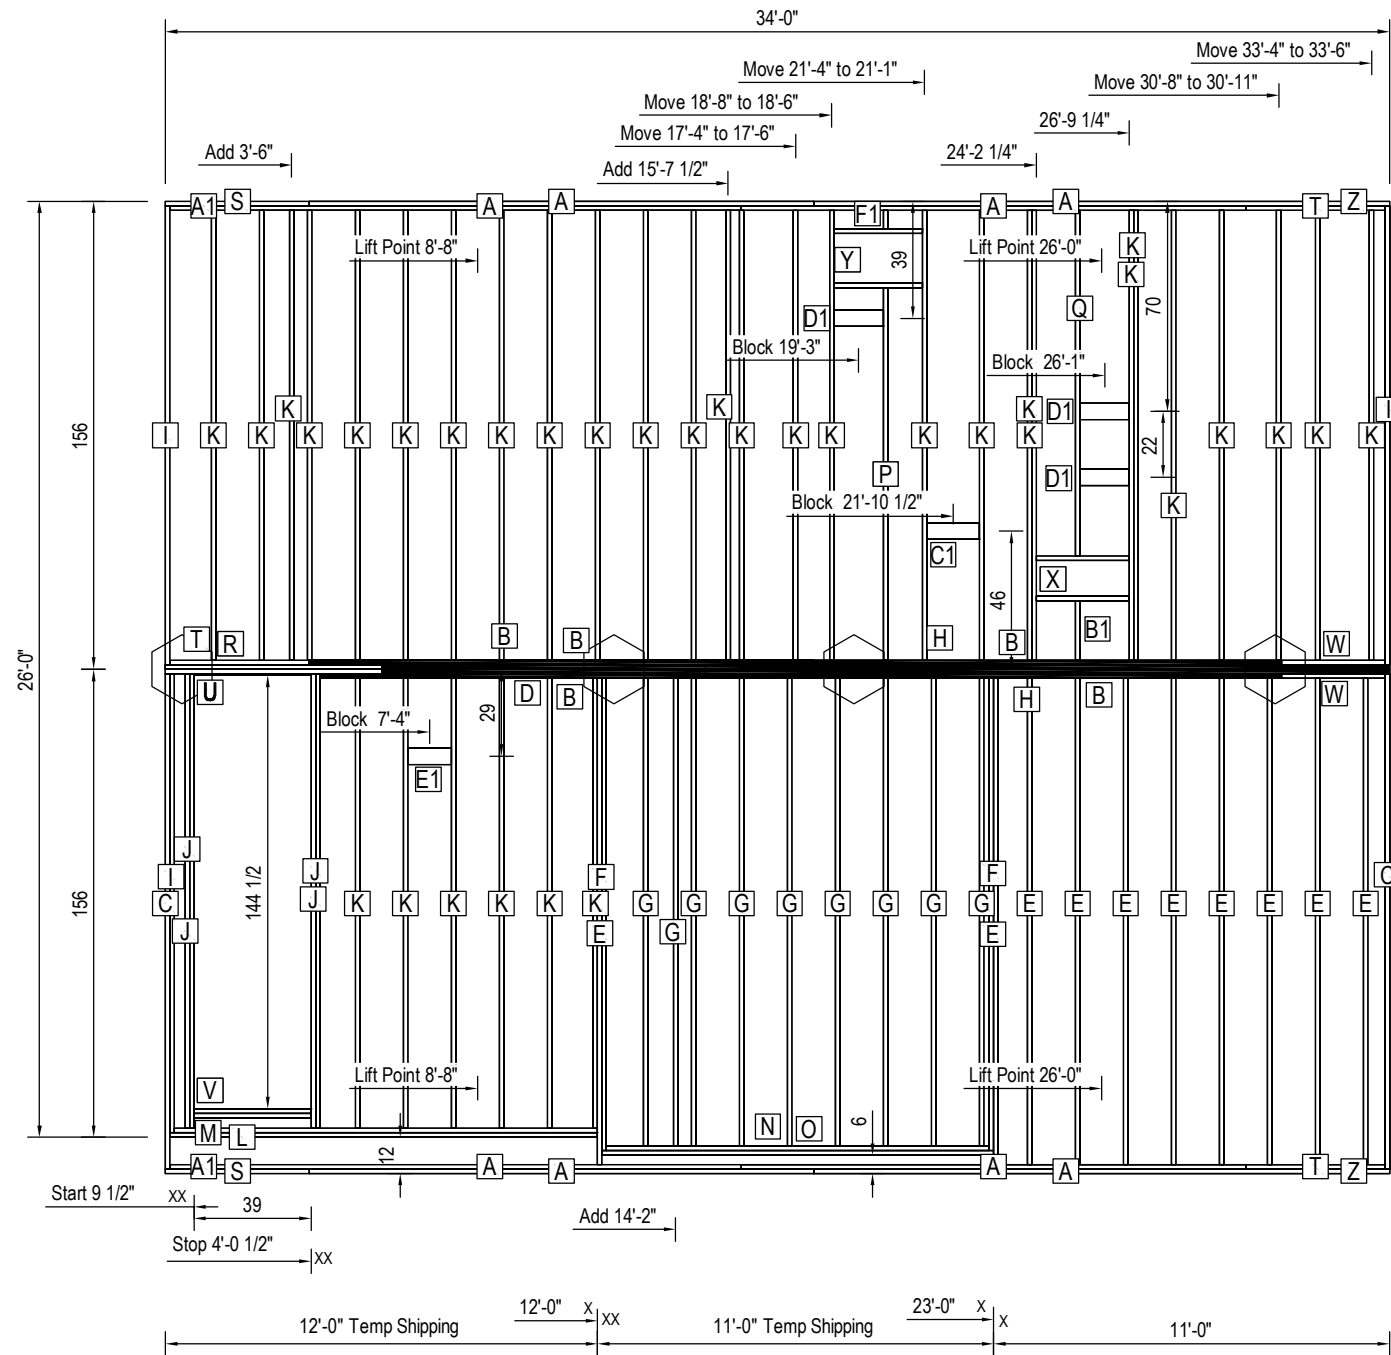 34'-0"
Move 33'-4" to 33'-6"
Move 21'-4" to 21'-1"
Move 30'-8" to 30'-11"
Move 18'-8" to 18'-6"
26'-9 1/4"
Move 17'-4" to 17'-6"
Add 3'-6"
24'-2 1/4"
Add 15'-7 1/2"
A1 S A A F1 A A T Z
Lift Point 8'-8" Y 39 Lift Point 26'-0" K
K
70
Q
D1
Block 19'-3"
Block 26'-1"
K K K D1
156 I K K K K K K K K K K K K K K K K K K K K I
22
P D1
Block 21'-10 1/2" K
C1
X
46
B1
T R B B H B W
26'-0"
U D B H B W
29
Block 7'-4"
E1
J
I J F F C
144 1/2
156 C J K K K K K K G G G G G G G G E E E E E E E E
J E G E
Lift Point 8'-8" Lift Point 26'-0"
V
M L N O 6
12
A1 S A A A A T Z
Start 9 1/2" XX
39
Add 14'-2"
Stop 4'-0 1/2" XX
12'-0" X XX 23'-0" X X
12'-0" Temp Shipping 11'-0" Temp Shipping 11'-0"